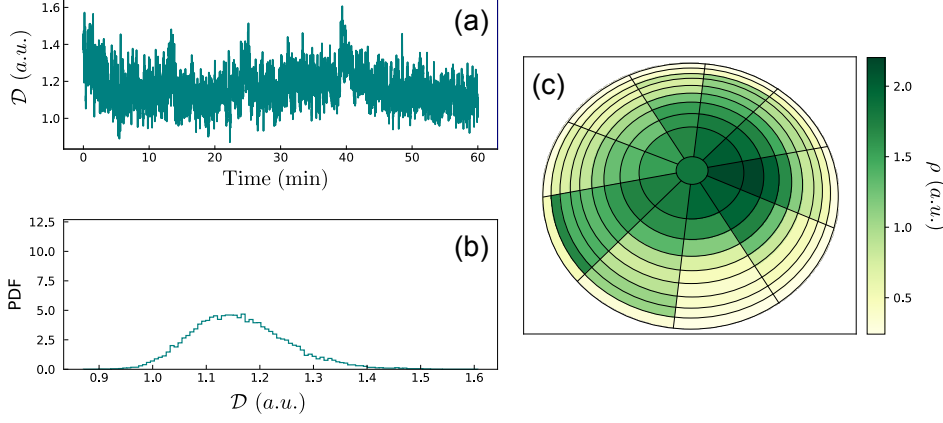 (a)
1.6
1.4
1.2
1.0
𝒟 (a.u.)
0 10 20 30 40 50 60
Time (min)
(b)
12.5
10.0
7.5
5.0
2.5
0.0
PDF
0.9 1.0 1.1 1.2 1.3 1.4 1.5 1.6
𝒟 (a.u.)
(c)
2.0
1.5
1.0
0.5
ρ (a.u.)